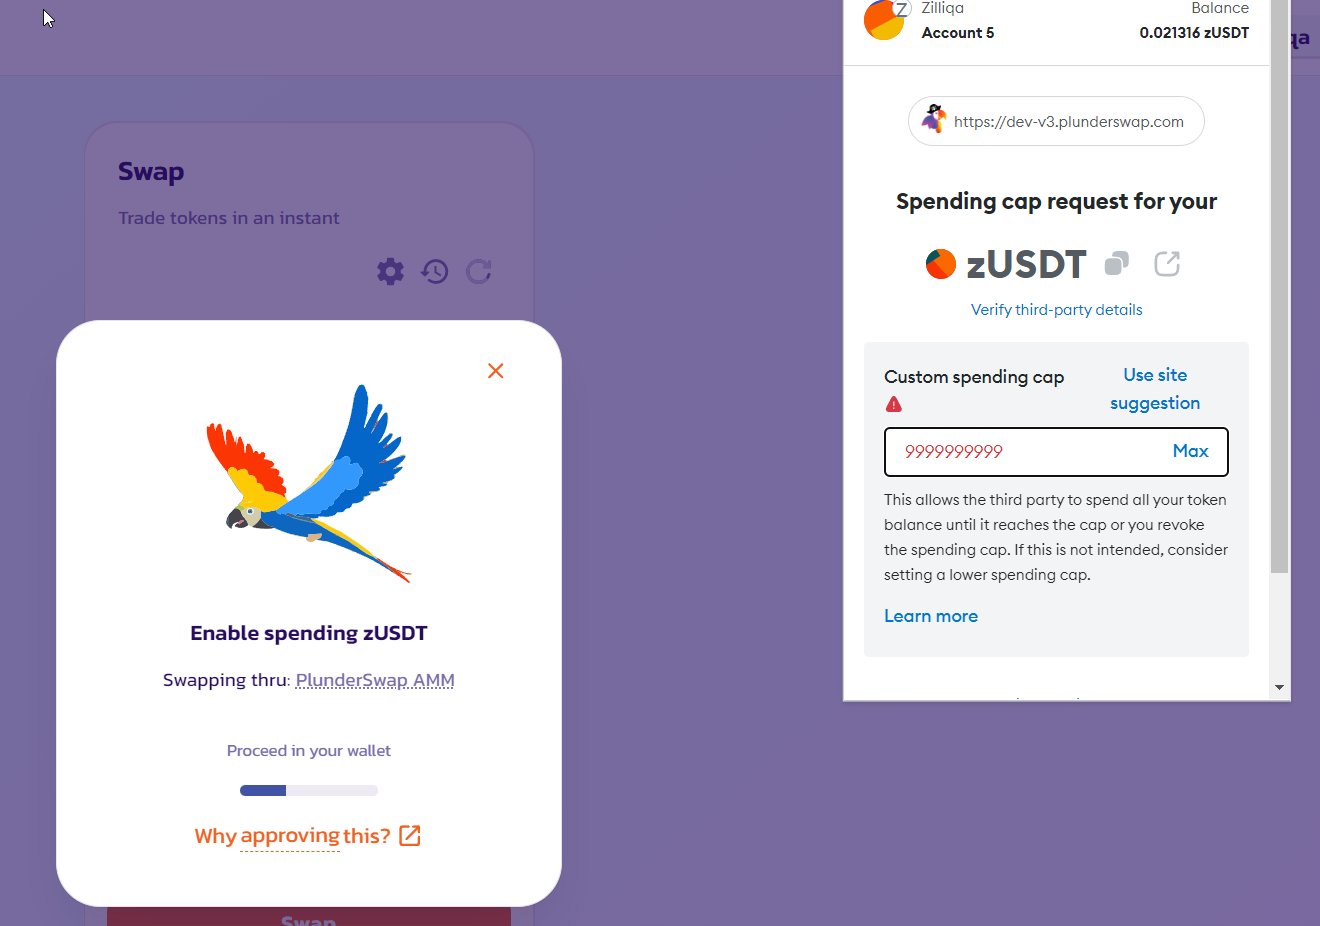 Zilliqa
Balance
Account 5
0.021316 zUSDT
qa
https://dev-v3.plunderswap.com
Swap
Trade tokens in an instant
Spending cap request for your
zUSDT
Verify third-party details
Custom spending cap
Use site
suggestion
9999999999
Max
This allows the third party to spend all your token
balance until it reaches the cap or you revoke
the spending cap. If this is not intended, consider
setting a lower spending cap.
Learn more
Enable spending zUSDT
Swapping thru: PlunderSwap AMM
Proceed in your wallet
Why approving this?
Swap